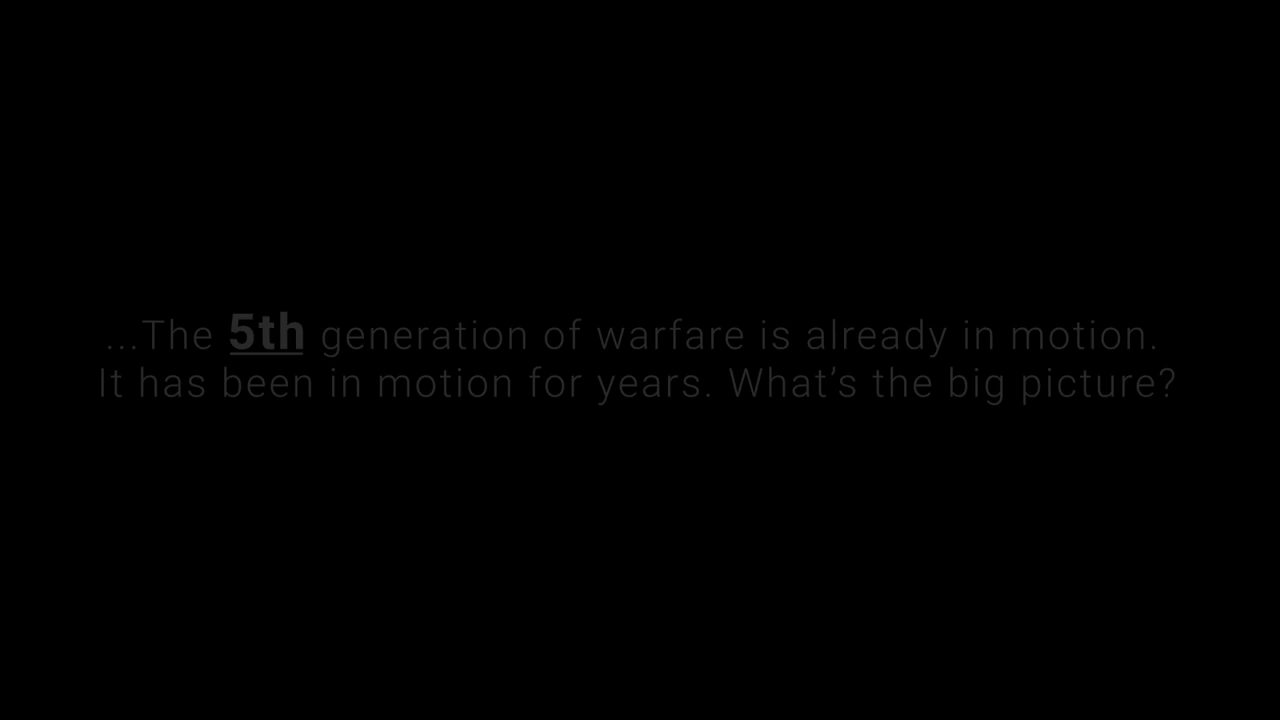 ...The 5th generation of warfare is already in motion.
It has been in motion for years. What’s the big picture?